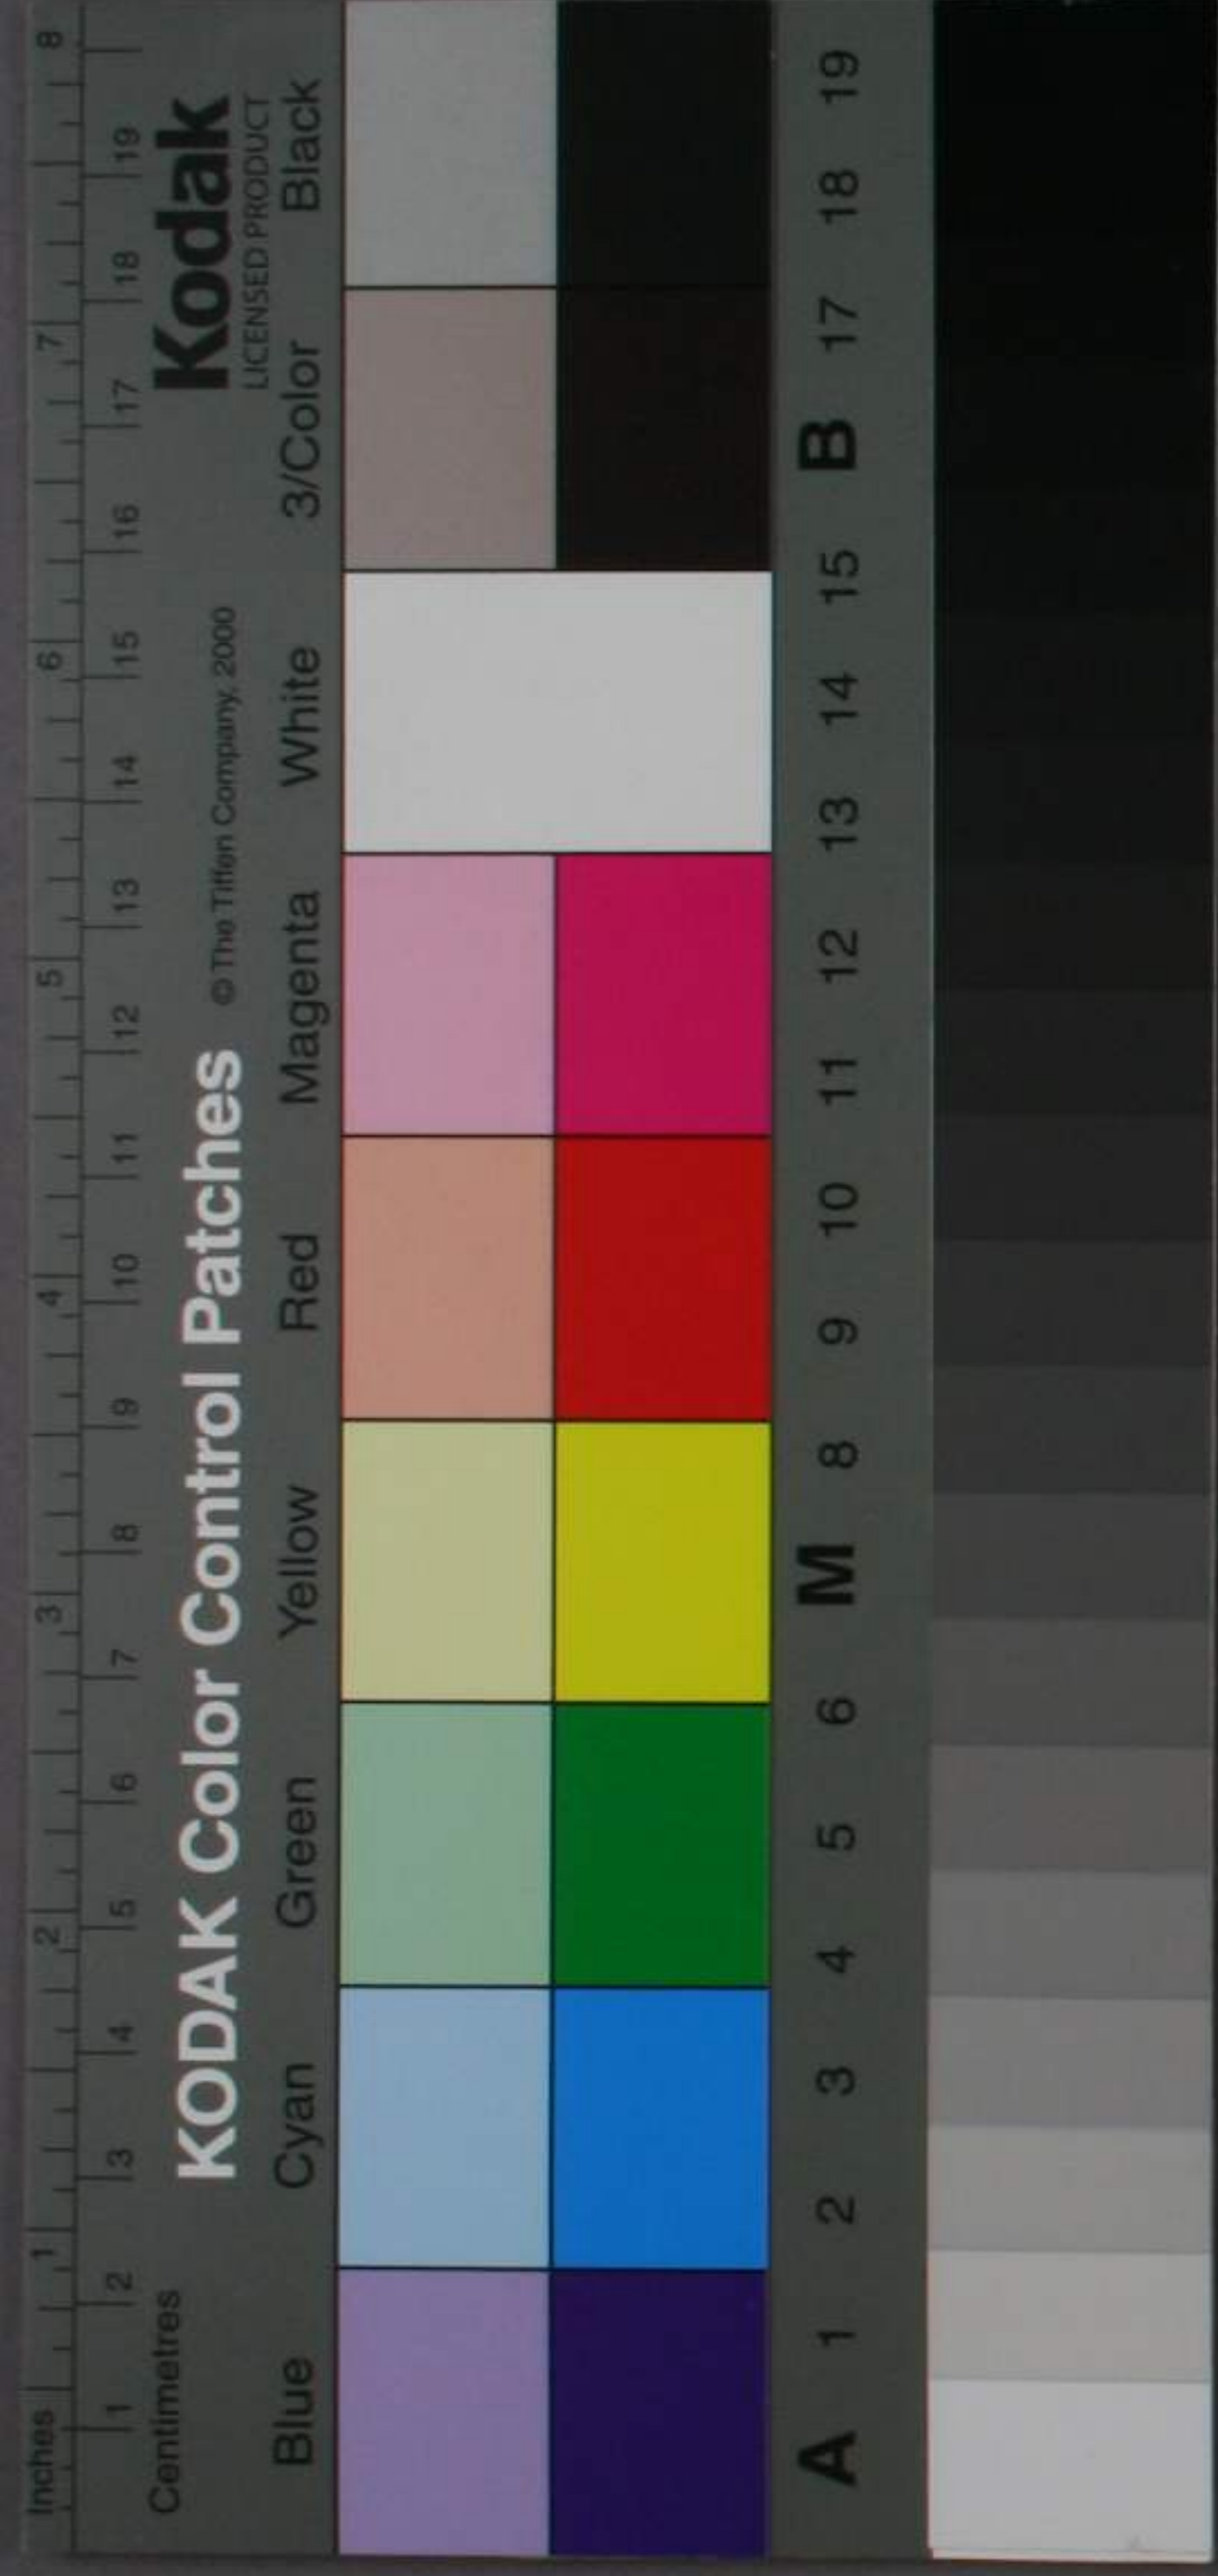 Inches 1 2 3 4 5 6 7 8
Centimetres 1 2 3 4 5 6 7 8 9 10 11 12 13 14 15 16 17 18 19
KODAK Color Control Patches © The Tiffen Company, 2000 Kodak
LICENSED PRODUCT
Blue Cyan Green Yellow Red Magenta White 3/Color Black
A 1 2 3 4 5 6 M 8 9 10 11 12 13 14 15 B 17 18 19